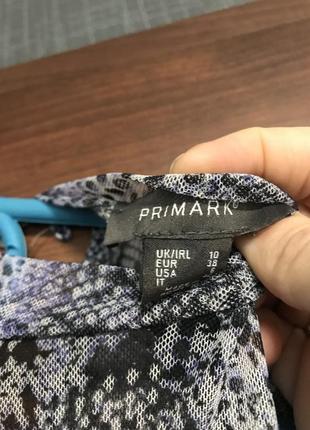 PRIMARK®
UK/IRL 10
EUR 38
USA
IT